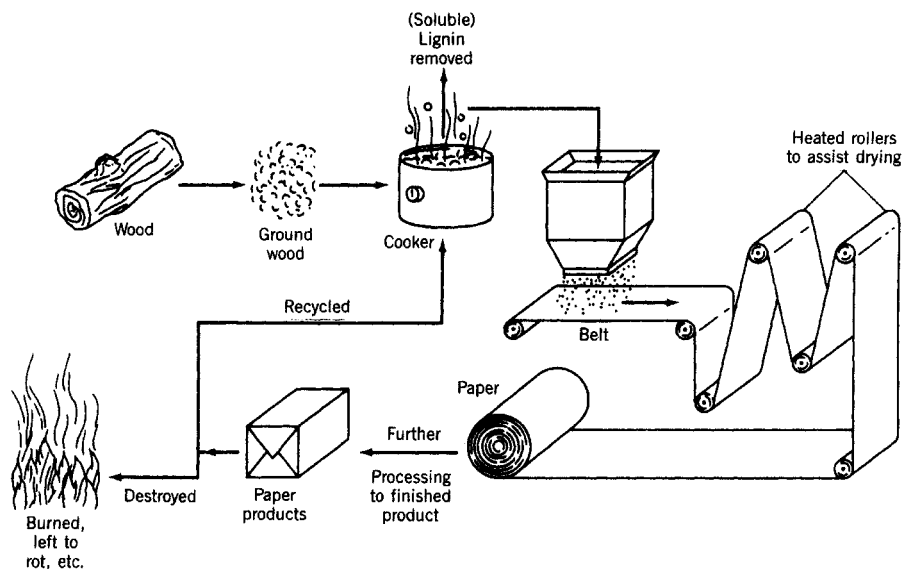 (Soluble)
Lignin
removed
Heated rollers
to assist drying
Wood
Ground
wood
Cooker
Recycled
Belt
Paper
Further
Processing
to finished
product
Paper
products
Destroyed
Burned,
left to
rot, etc.